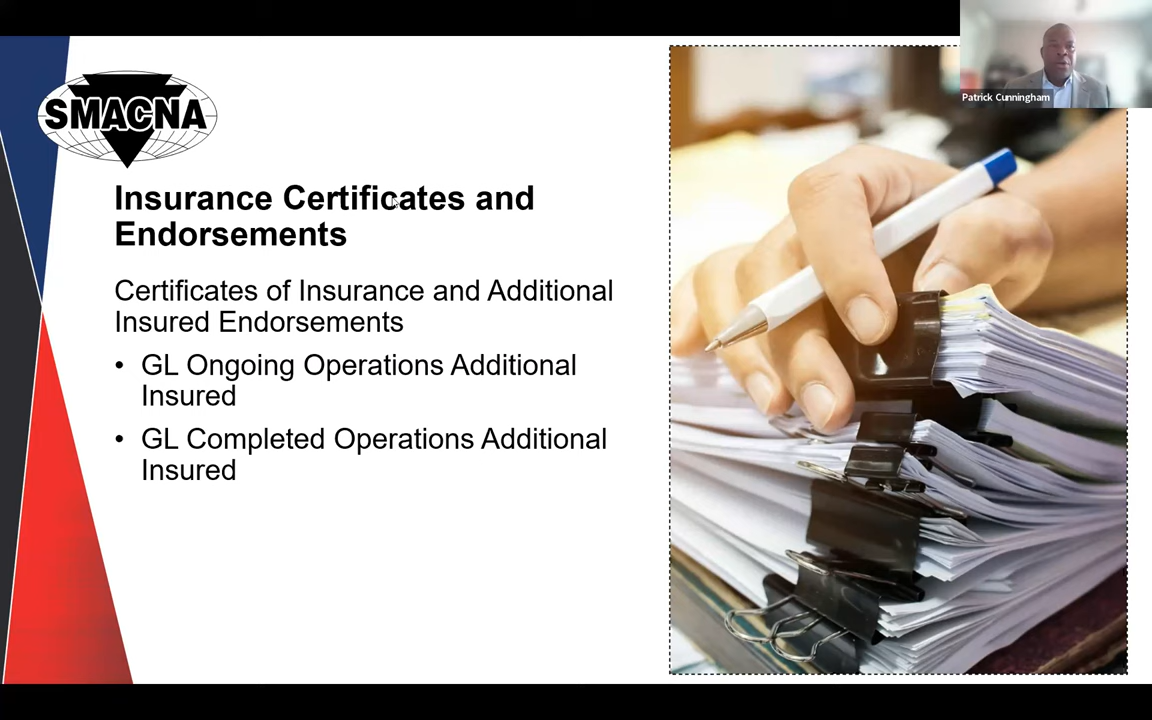 Patrick Cunningham
SMACNA
Insurance Certificates and
Endorsements
Certificates of Insurance and Additional
Insured Endorsements
• GL Ongoing Operations Additional
Insured
• GL Completed Operations Additional
Insured